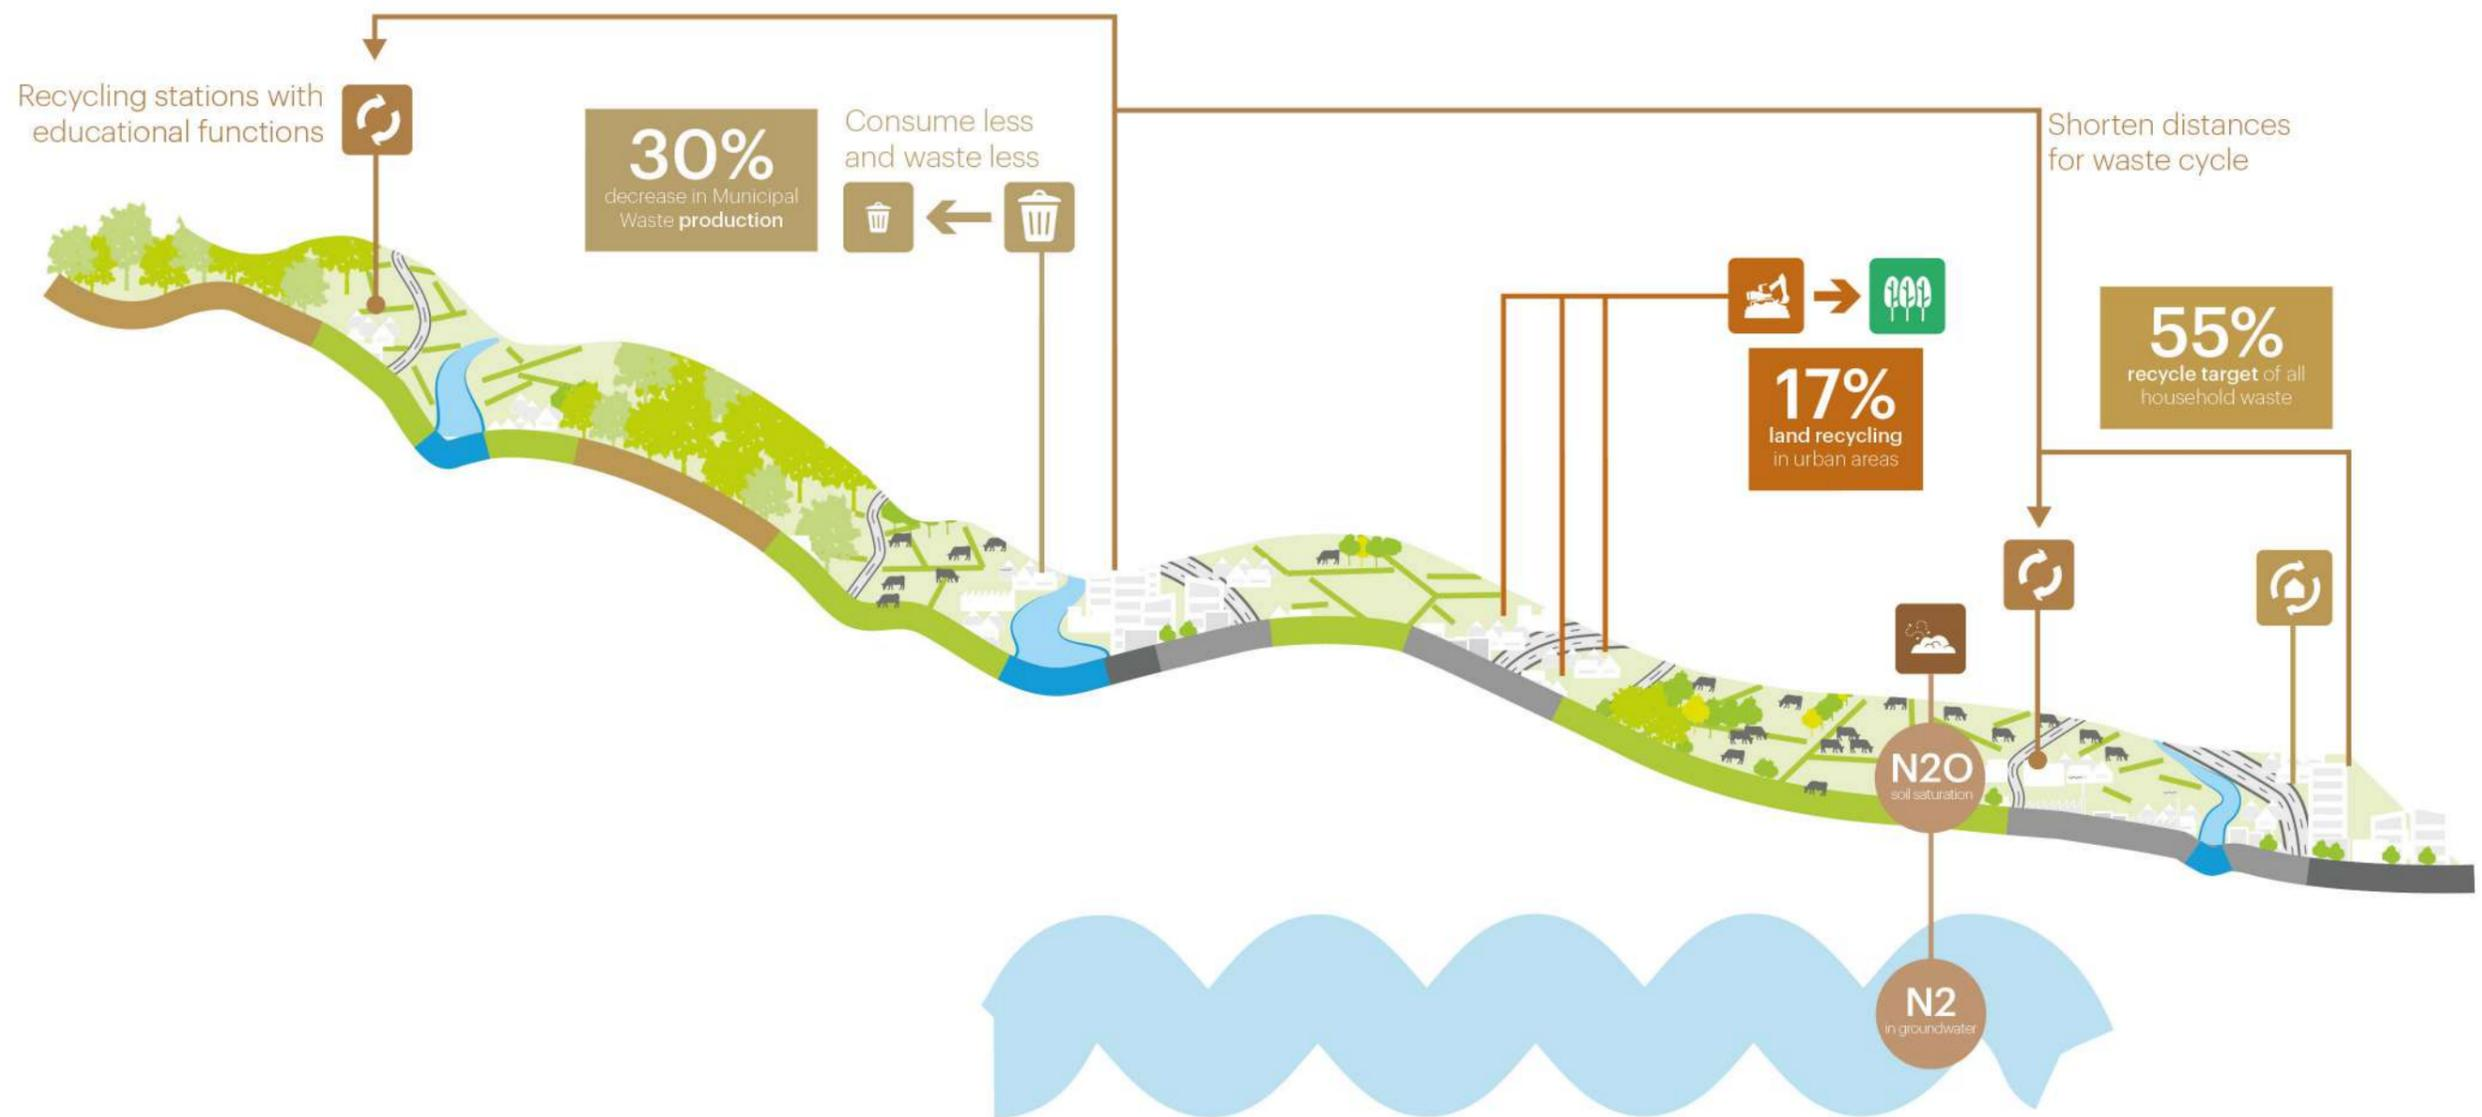 Recycling stations with
educational functions
30%
decrease in Municipal
Waste production
Consume less
and waste less
Shorten distances
for waste cycle
17%
land recycling
in urban areas
55%
recycle target of all
household waste
N2O
soil saturation
N2
in groundwater